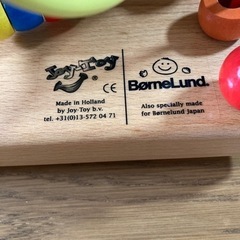 Joy Toy
CE
Made in Holland
by Joy-Toy b.v.
tel. +31(0)13-572 04 71
BørneLund.
Also specially made
for Børnelund Japan